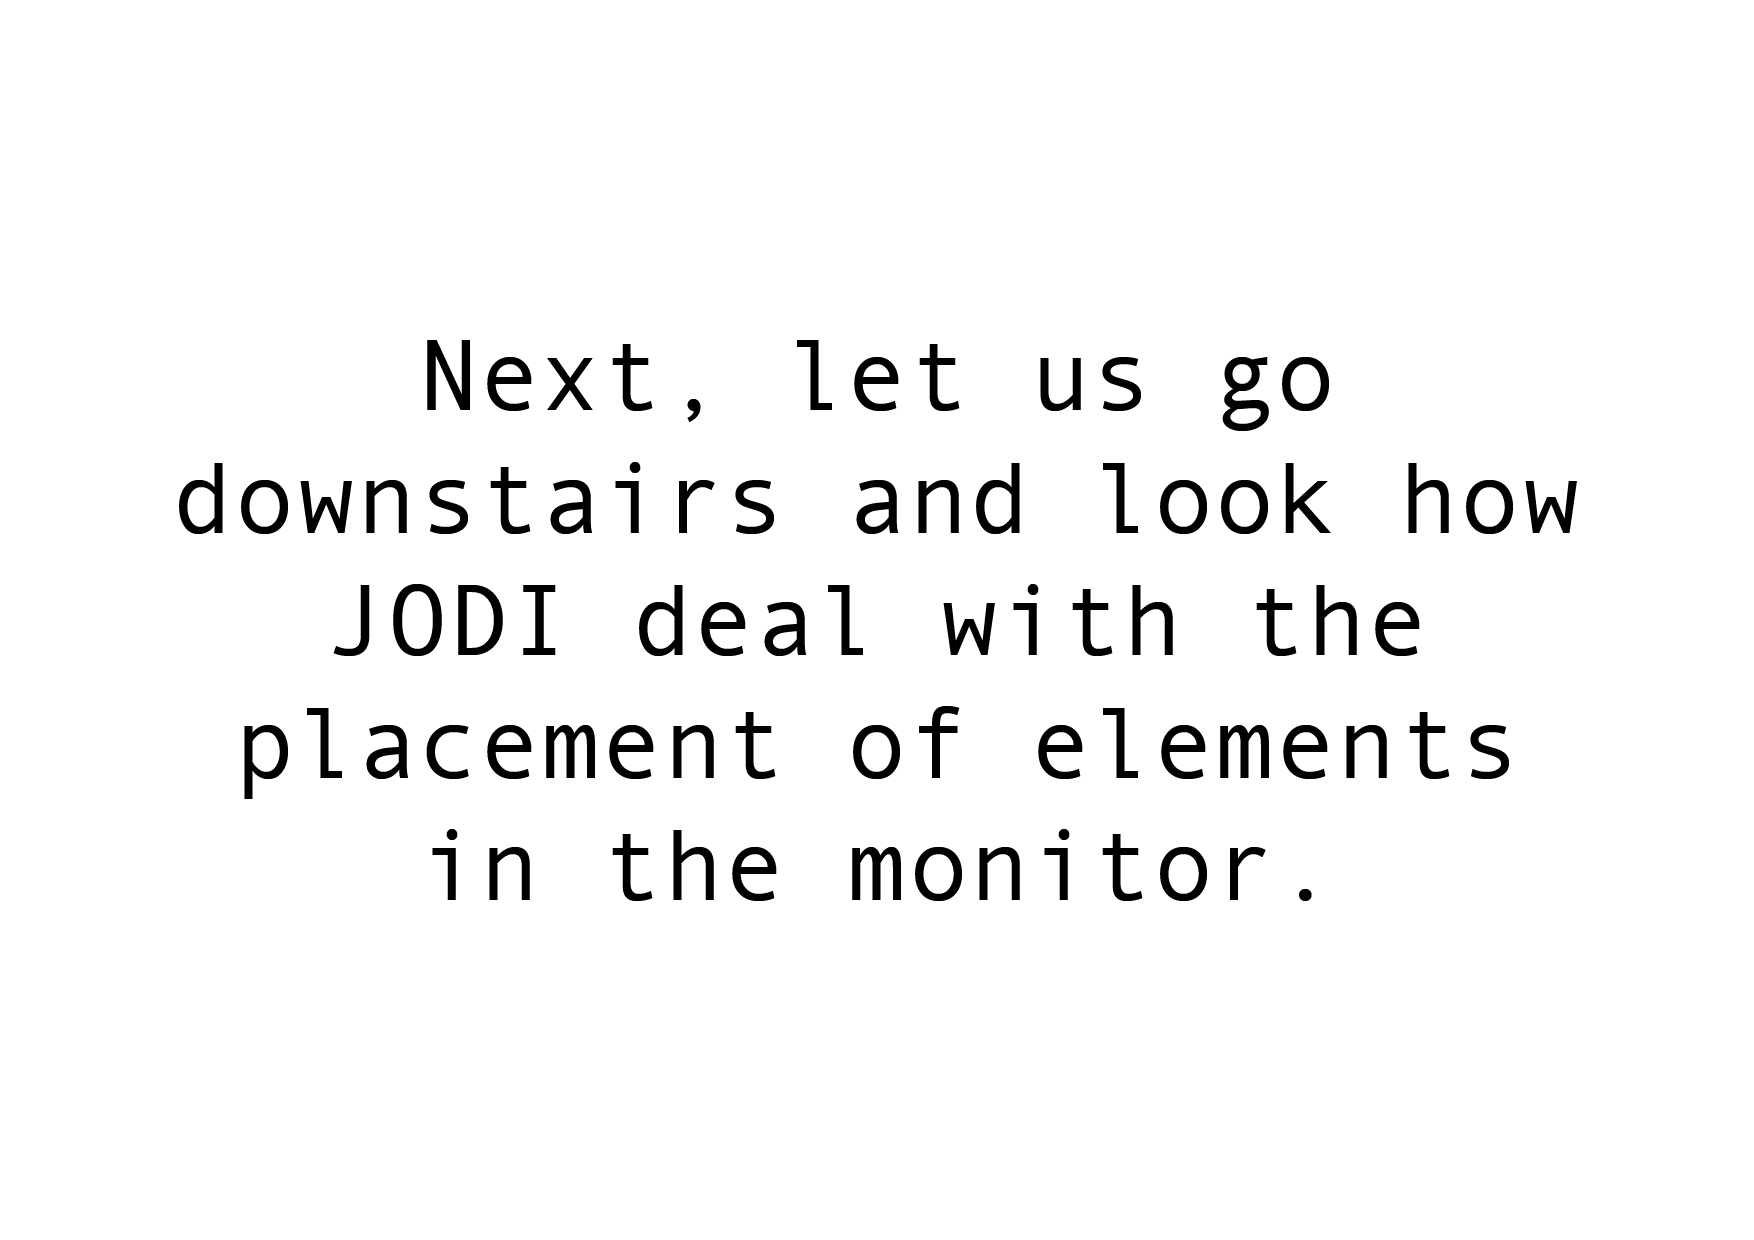 Next, let us go
downstairs and look how
JODI deal with the
placement of elements
in the monitor.